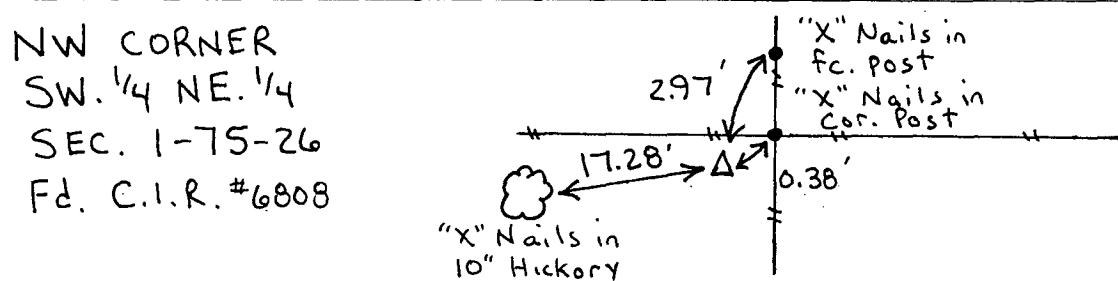 NW CORNER
SW. 1/4 NE. 1/4
SEC. 1-75-26
Fd. C.I.R. #6808
"X" Nails in
fc. post
2.97'
"X" Nails in
Cor. Post
17.28'
Δ
0.38'
"X" Nails in
10" Hickory